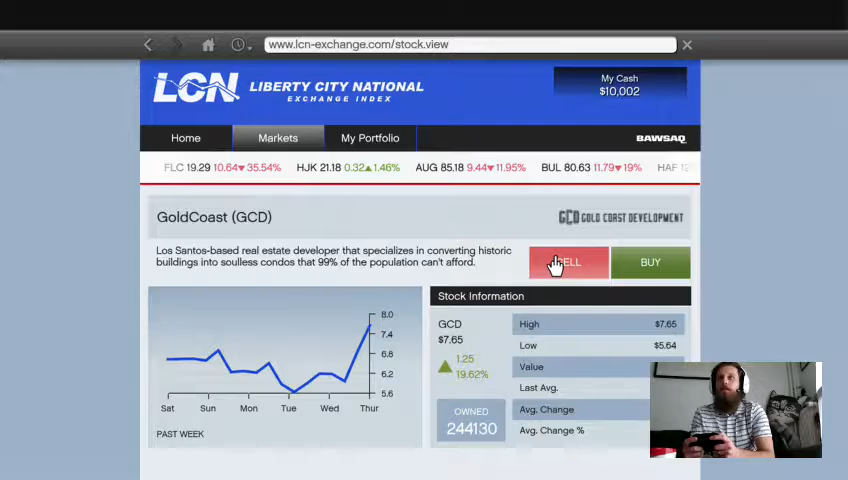 www.lcn-exchange.com/stock.view
LCN LIBERTY CITY NATIONAL
EXCHANGE INDEX
My Cash
$10,002
Home
Markets
My Portfolio
BAWSAQ
FLC 19.29 10.64▼35.54% HJK 21.18 0.32▲1.46% AUG 85.18 9.44▼11.95% BUL 80.63 11.79▼19% HAF
GoldCoast (GCD)
GCD GOLD COAST DEVELOPMENT
Los Santos-based real estate developer that specializes in converting historic
buildings into soulless condos that 99% of the population can't afford.
SELL
BUY
8.0
7.4
6.8
6.2
5.6
Sat Sun Mon Tue Wed Thur
PAST WEEK
Stock Information
GCD
$7.65
1.25
19.62%
OWNED
244130
High $7.65
Low $5.64
Value
Last Avg.
Avg. Change
Avg. Change %